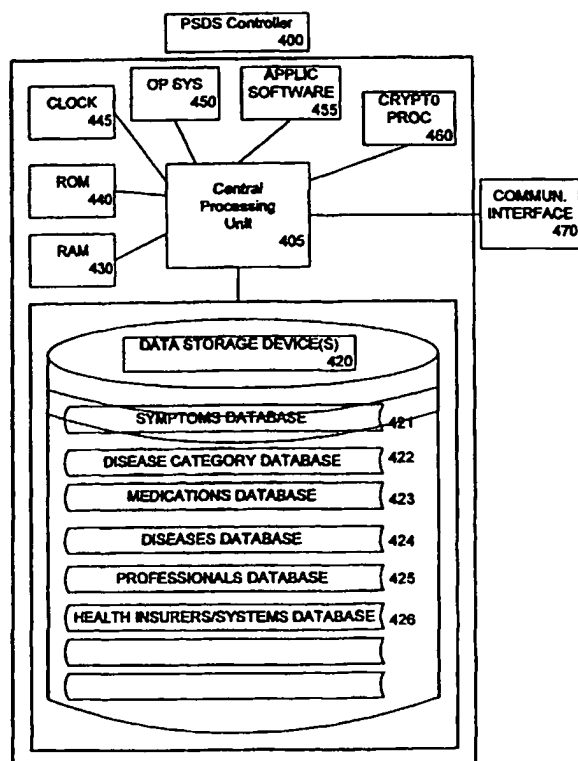 PSDS Controller
400
OP SYS
450
APPLIC
SOFTWARE
455
CLOCK
445
CRYPTO
PROC
460
ROM
440
Central
Processing
Unit
405
COMMUN.
INTERFACE
470
RAM
430
DATA STORAGE DEVICE(S)
420
SYMPTOMS DATABASE 421
DISEASE CATEGORY DATABASE 422
MEDICATIONS DATABASE 423
DISEASES DATABASE 424
PROFESSIONALS DATABASE 425
HEALTH INSURERS/SYSTEMS DATABASE 426